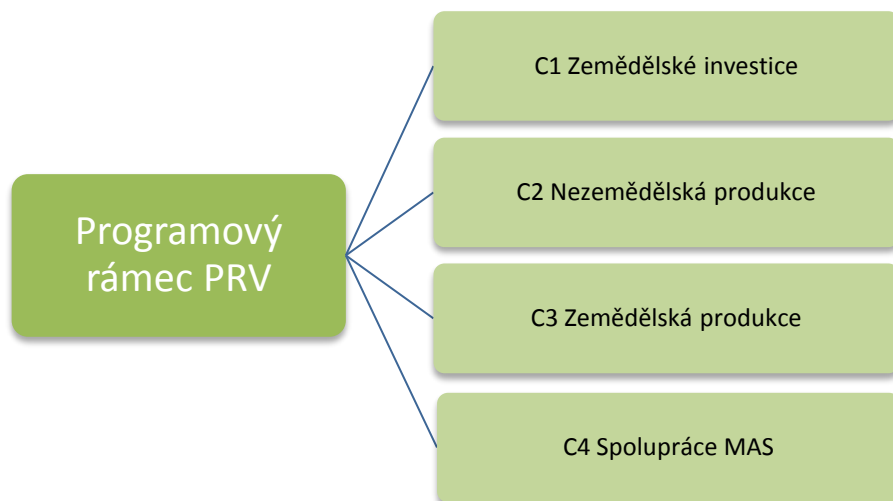 Programový
rámec PRV
C1 Zemědělské investice
C2 Nezemědělská produkce
C3 Zemědělská produkce
C4 Spolupráce MAS